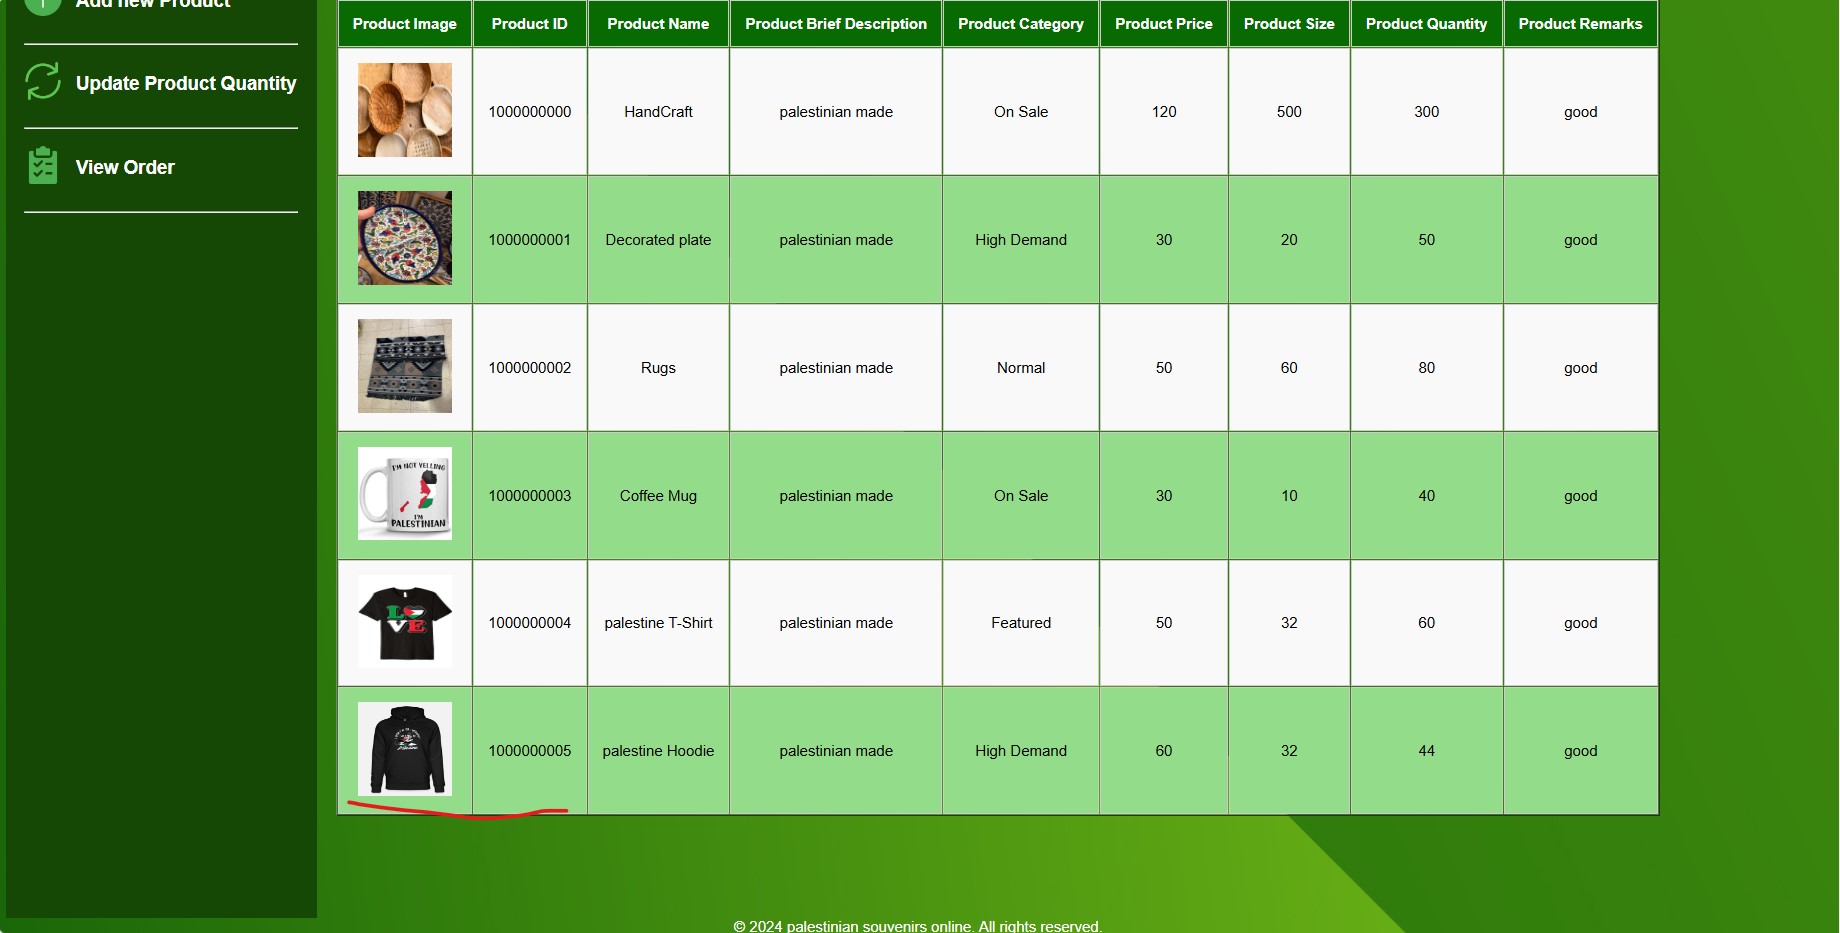 Add new Product
Update Product Quantity
View Order
Product Image Product ID Product Name Product Brief Description Product Category Product Price Product Size Product Quantity Product Remarks
1000000000 HandCraft palestinian made On Sale 120 500 300 good
1000000001 Decorated plate palestinian made High Demand 30 20 50 good
1000000002 Rugs palestinian made Normal 50 60 80 good
I'M NOT YELLING
I'M
PALESTINIAN
1000000003 Coffee Mug palestinian made On Sale 30 10 40 good
LOVE
1000000004 palestine T-Shirt palestinian made Featured 50 32 60 good
1000000005 palestine Hoodie palestinian made High Demand 60 32 44 good
© 2024 palestinian souvenirs online. All rights reserved.